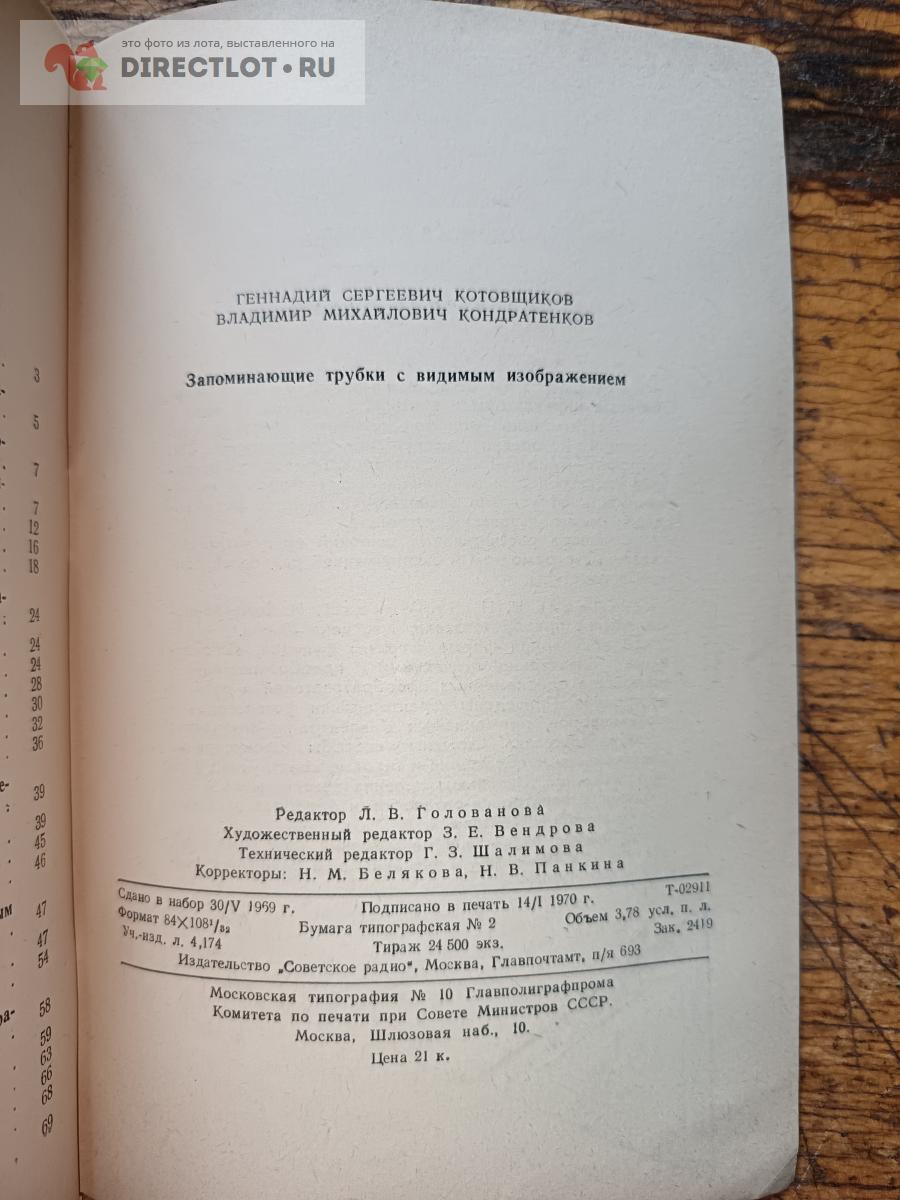 это фото из лота, выставленного на
DIRECTLOT•RU
ГЕННАДИЙ СЕРГЕЕВИЧ КОТОВЩИКОВ
ВЛАДИМИР МИХАЙЛОВИЧ КОНДРАТЕНКОВ
Запоминающие трубки с видимым изображением
Редактор Л. В. Голованова
Художественный редактор З. Е. Вендрова
Технический редактор Г. З. Шалимова
Корректоры: Н. М. Белякова, Н. В. Панкина
Сдано в набор 30/V 1969 г. Подписано в печать 14/I 1970 г. Т-02911
Формат 84×108¹/₃₂ Бумага типографская № 2 Объем 3,78 усл. п. л.
Уч.-изд. л. 4,174 Тираж 24 500 экз. Зак. 2419
Издательство „Советское радио“, Москва, Главпочтамт, п/я 693
Московская типография № 10 Главполиграфпрома
Комитета по печати при Совете Министров СССР.
Москва, Шлюзовая наб., 10.
Цена 21 к.
3
5
7
7
12
16
18
24
24
24
28
30
32
36
39
39
45
46
47
47
54
58
59
63
66
68
69